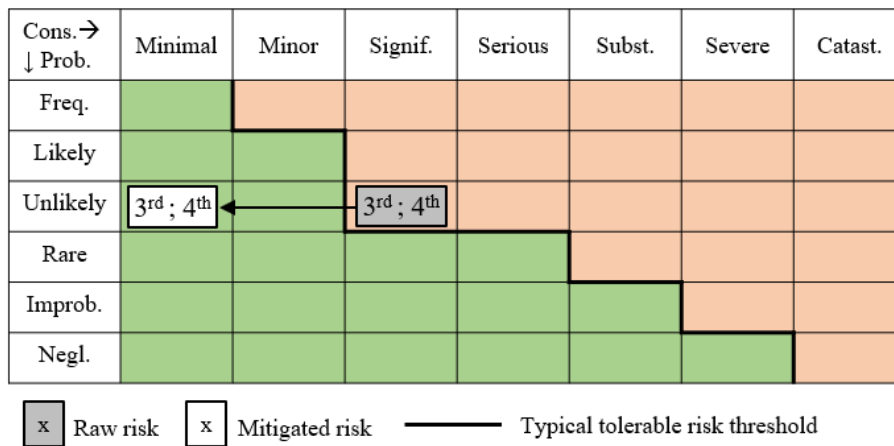 Cons.→ Minimal Minor Signif. Serious Subst. Severe Catast.
↓ Prob.
Freq.
Likely
Unlikely 3rd ; 4th 3rd ; 4th
Rare
Improb.
Negl.
x Raw risk x Mitigated risk Typical tolerable risk threshold